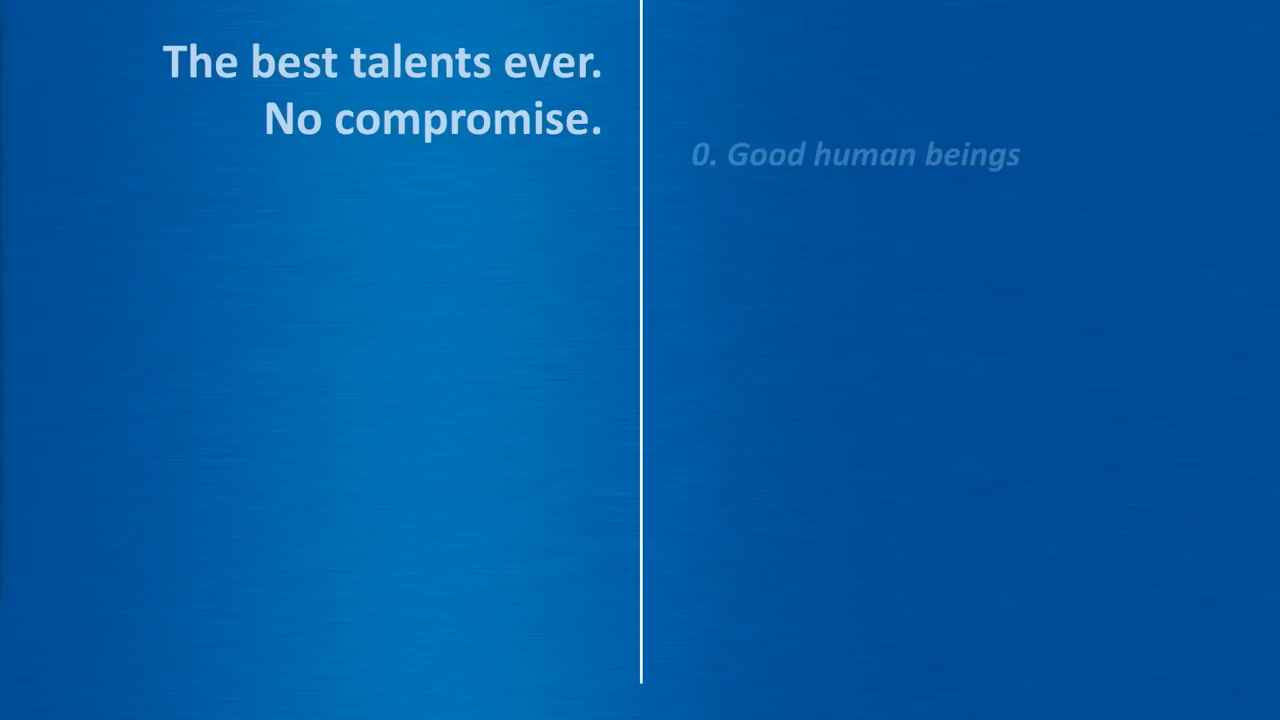 The best talents ever.
No compromise.
0. Good human beings